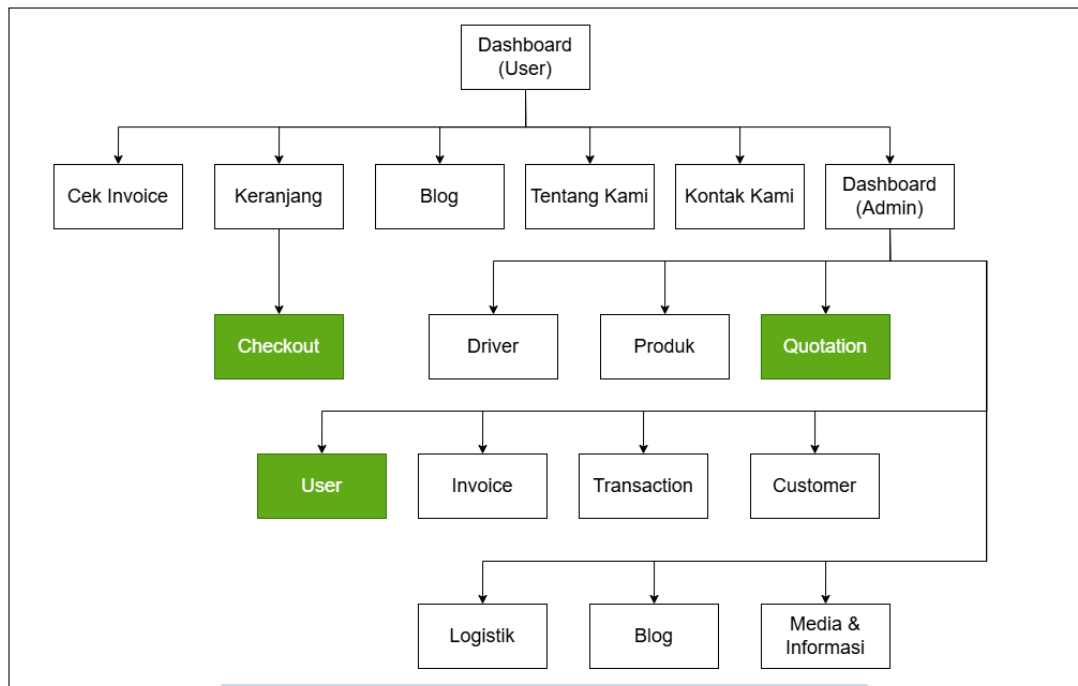 Dashboard
(User)
Cek Invoice
Keranjang
Blog
Tentang Kami
Kontak Kami
Dashboard
(Admin)
Checkout
Driver
Produk
Quotation
User
Invoice
Transaction
Customer
Logistik
Blog
Media &
Informasi